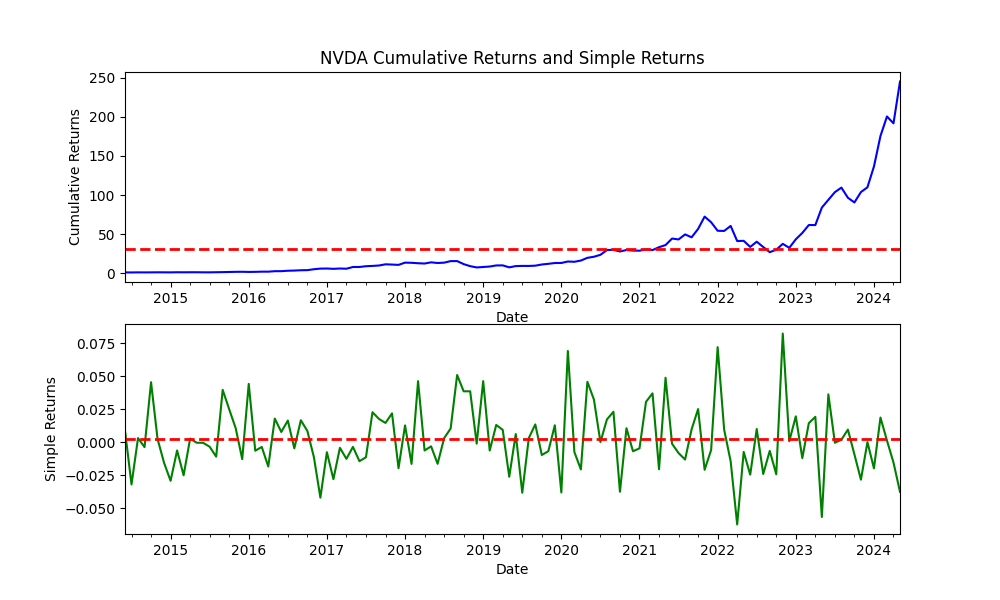 NVDA Cumulative Returns and Simple Returns
Cumulative Returns
250
200
150
100
50
0
2015 2016 2017 2018 2019 2020 2021 2022 2023 2024
Date
Simple Returns
0.075
0.050
0.025
0.000
−0.025
−0.050
2015 2016 2017 2018 2019 2020 2021 2022 2023 2024
Date